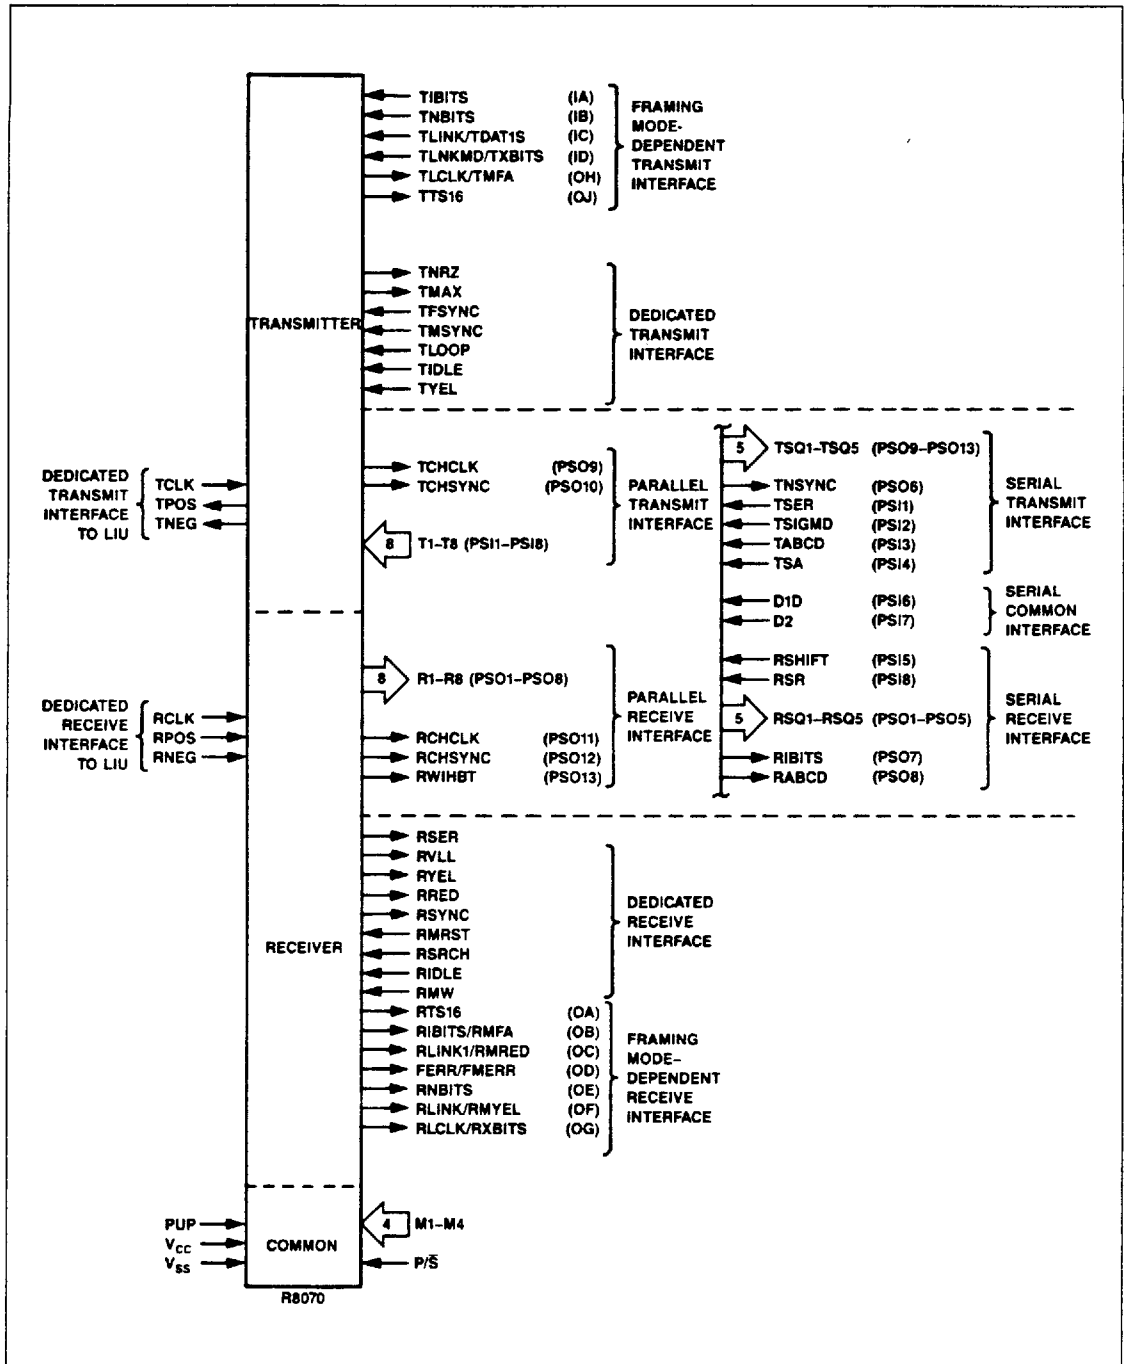 TIBITS (IA)
TNBITS (IB)
TLINK/TDAT1S (IC)
TLNKMD/TXBITS (ID)
TLCLK/TMFA (OH)
TTS16 (OJ)
FRAMING
MODE-
DEPENDENT
TRANSMIT
INTERFACE
TRANSMITTER
TNRZ
TMAX
TFSYNC
TMSYNC
TLOOP
TIDLE
TYEL
DEDICATED
TRANSMIT
INTERFACE
DEDICATED
TRANSMIT
INTERFACE
TO LIU
TCLK
TPOS
TNEG
TCHCLK (PSO9)
TCHSYNC (PSO10)
8 T1-T8 (PSI1-PSI8)
PARALLEL
TRANSMIT
INTERFACE
5 TSQ1-TSQ5 (PSO9-PSO13)
TNSYNC (PSO6)
TSER (PSI1)
TSIGMD (PSI2)
TABCD (PSI3)
TSA (PSI4)
SERIAL
TRANSMIT
INTERFACE
D1D (PSI6)
D2 (PSI7)
SERIAL
COMMON
INTERFACE
DEDICATED
RECEIVE
INTERFACE
TO LIU
RCLK
RPOS
RNEG
8 R1-R8 (PSO1-PSO8)
RCHCLK (PSO11)
RCHSYNC (PSO12)
RWIHBT (PSO13)
PARALLEL
RECEIVE
INTERFACE
RSHIFT (PSI5)
RSR (PSI8)
5 RSQ1-RSQ5 (PSO1-PSO5)
RIBITS (PSO7)
RABCD (PSO8)
SERIAL
RECEIVE
INTERFACE
RECEIVER
RSER
RVLL
RYEL
RRED
RSYNC
RMRST
RSRCH
RIDLE
RMW
DEDICATED
RECEIVE
INTERFACE
RTS16 (OA)
RIBITS/RMFA (OB)
RLINK1/RMRED (OC)
FERR/FMERR (OD)
RNBITS (OE)
RLINK/RMYEL (OF)
RLCLK/RXBITS (OG)
FRAMING
MODE-
DEPENDENT
RECEIVE
INTERFACE
PUP
VCC
VSS
COMMON
4 M1-M4
P/S̅
R8070